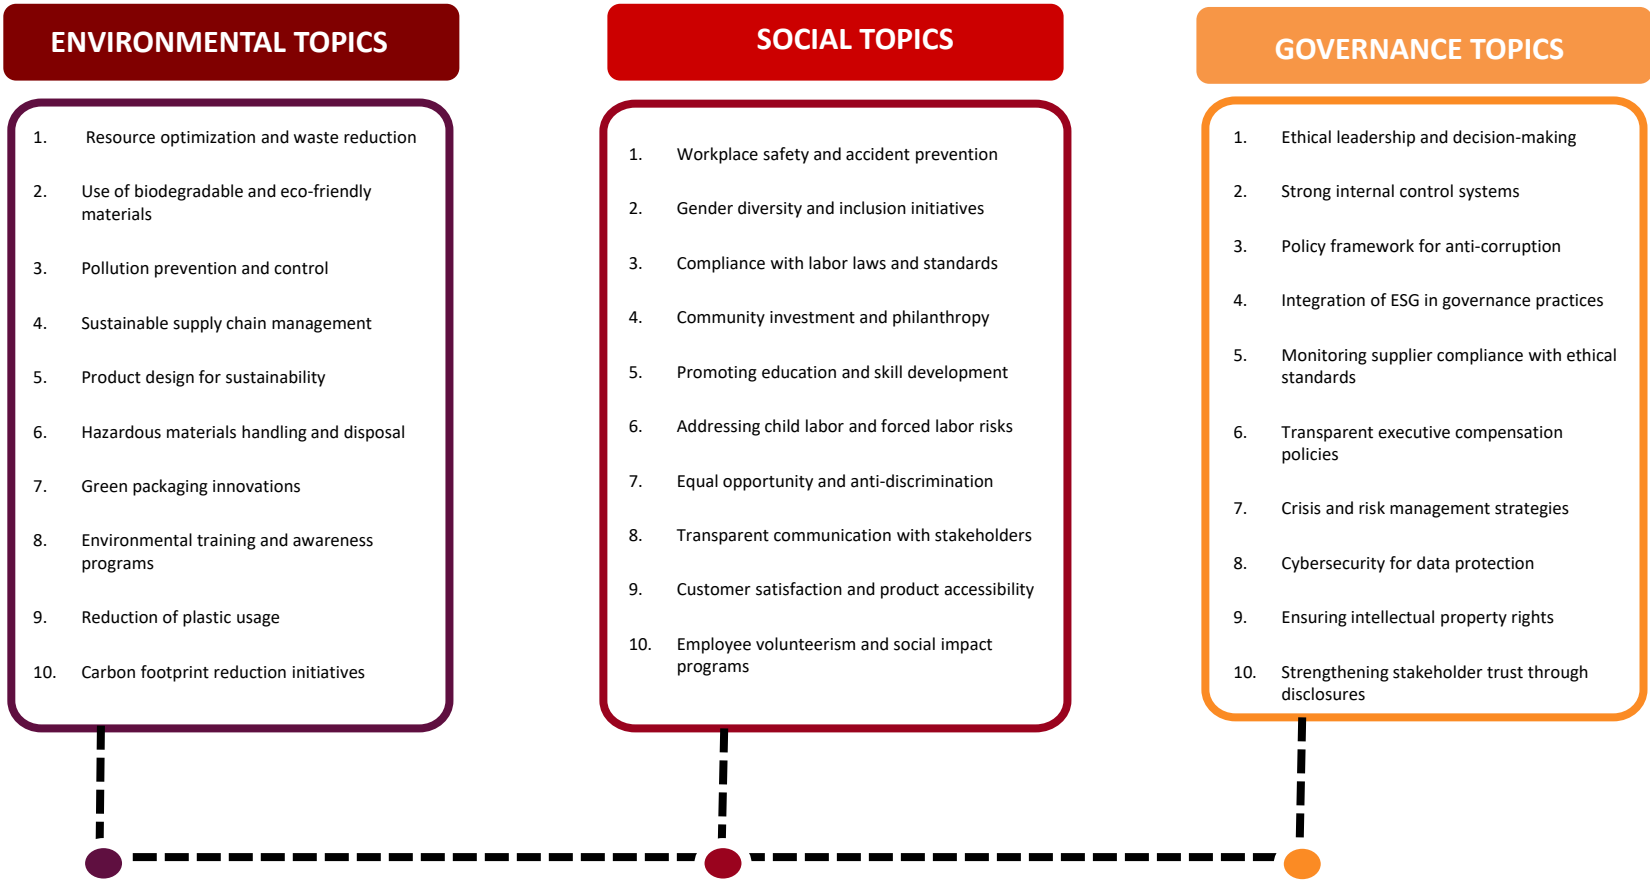 ENVIRONMENTAL TOPICS
1. Resource optimization and waste reduction
2. Use of biodegradable and eco-friendly
materials
3. Pollution prevention and control
4. Sustainable supply chain management
5. Product design for sustainability
6. Hazardous materials handling and disposal
7. Green packaging innovations
8. Environmental training and awareness
programs
9. Reduction of plastic usage
10. Carbon footprint reduction initiatives
SOCIAL TOPICS
1. Workplace safety and accident prevention
2. Gender diversity and inclusion initiatives
3. Compliance with labor laws and standards
4. Community investment and philanthropy
5. Promoting education and skill development
6. Addressing child labor and forced labor risks
7. Equal opportunity and anti-discrimination
8. Transparent communication with stakeholders
9. Customer satisfaction and product accessibility
10. Employee volunteerism and social impact
programs
GOVERNANCE TOPICS
1. Ethical leadership and decision-making
2. Strong internal control systems
3. Policy framework for anti-corruption
4. Integration of ESG in governance practices
5. Monitoring supplier compliance with ethical
standards
6. Transparent executive compensation
policies
7. Crisis and risk management strategies
8. Cybersecurity for data protection
9. Ensuring intellectual property rights
10. Strengthening stakeholder trust through
disclosures